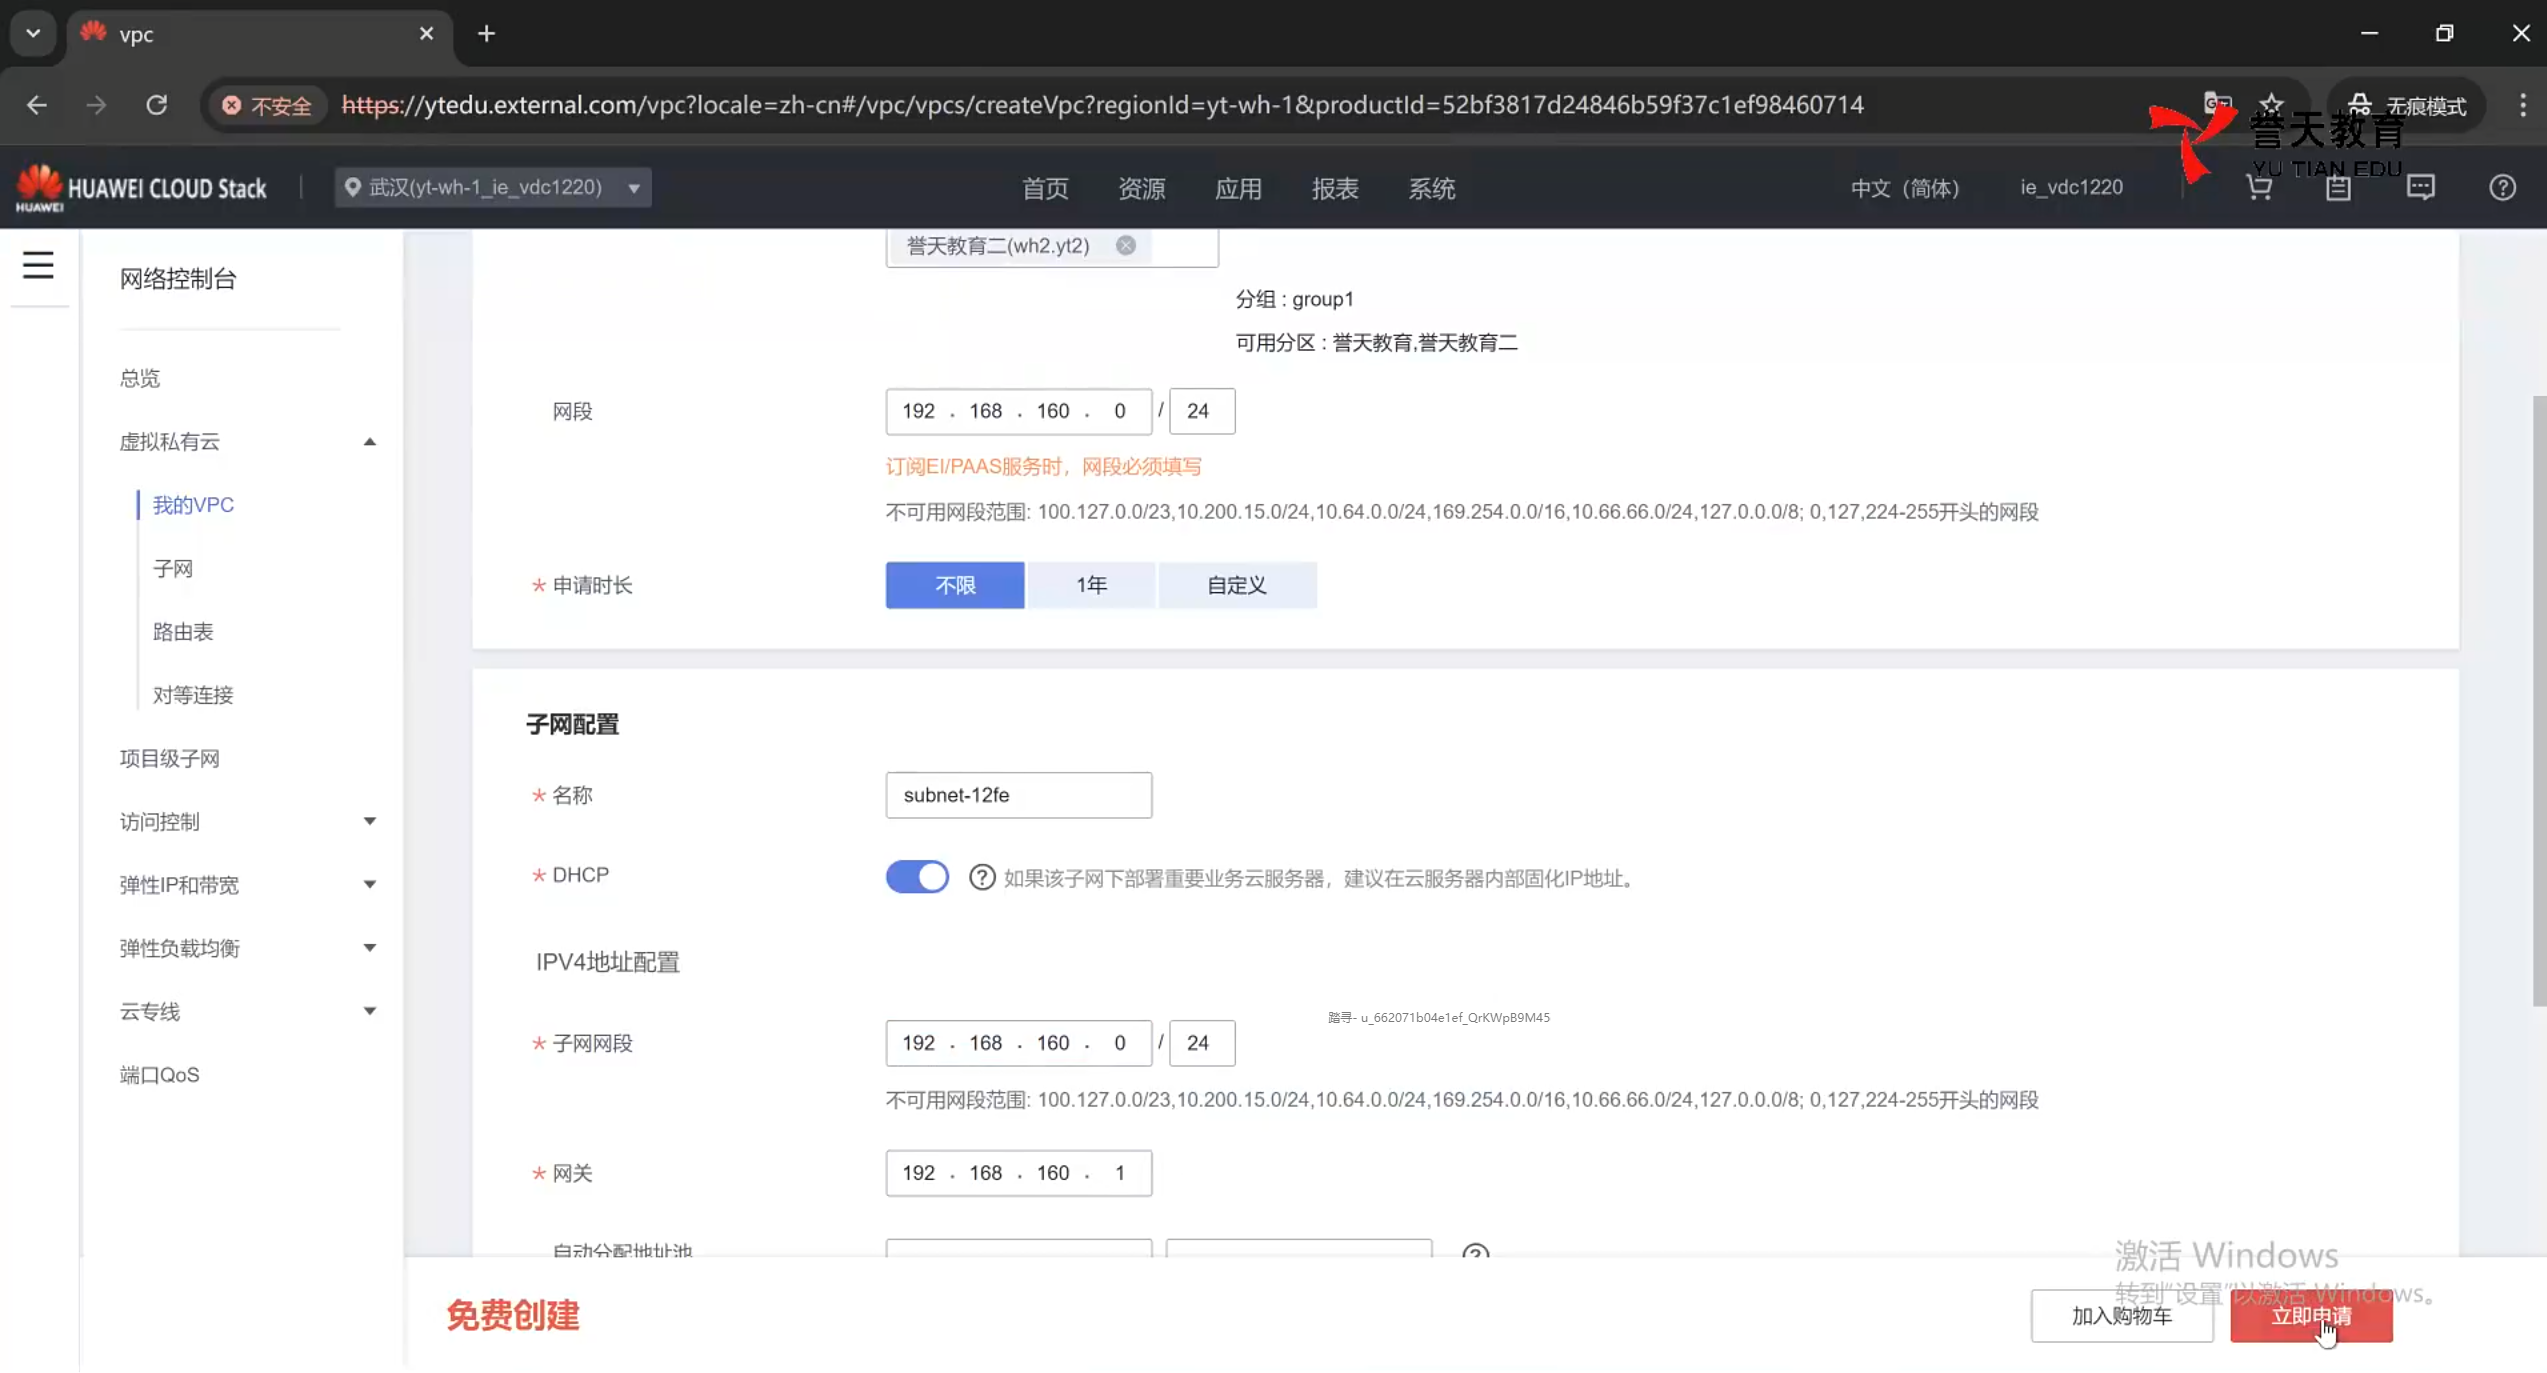 vpc
不安全 https://ytedu.external.com/vpc?locale=zh-cn#/vpc/vpcs/createVpc?regionId=yt-wh-1&productId=52bf3817d24846b59f37c1ef98460714 无痕模式
誉天教育
YU TIAN EDU
HUAWEI
HUAWEI CLOUD Stack 武汉(yt-wh-1_ie_vdc1220) 首页 资源 应用 报表 系统 中文（简体） ie_vdc1220
网络控制台
总览
虚拟私有云
我的VPC
子网
路由表
对等连接
项目级子网
访问控制
弹性IP和带宽
弹性负载均衡
云专线
端口QoS
誉天教育二(wh2.yt2)
分组 : group1
可用分区 : 誉天教育,誉天教育二
网段 192 . 168 . 160 . 0 / 24
订阅EI/PAAS服务时，网段必须填写
不可用网段范围: 100.127.0.0/23,10.200.15.0/24,10.64.0.0/24,169.254.0.0/16,10.66.66.0/24,127.0.0.0/8; 0,127,224-255开头的网段
* 申请时长 不限 1年 自定义
子网配置
* 名称 subnet-12fe
* DHCP 如果该子网下部署重要业务云服务器，建议在云服务器内部固化IP地址。
IPV4地址配置
踏寻- u_662071b04e1ef_QrKWpB9M45
* 子网网段 192 . 168 . 160 . 0 / 24
不可用网段范围: 100.127.0.0/23,10.200.15.0/24,10.64.0.0/24,169.254.0.0/16,10.66.66.0/24,127.0.0.0/8; 0,127,224-255开头的网段
* 网关 192 . 168 . 160 . 1
自动分配地址池
激活 Windows
转到"设置"以激活 Windows。
免费创建 加入购物车 立即申请